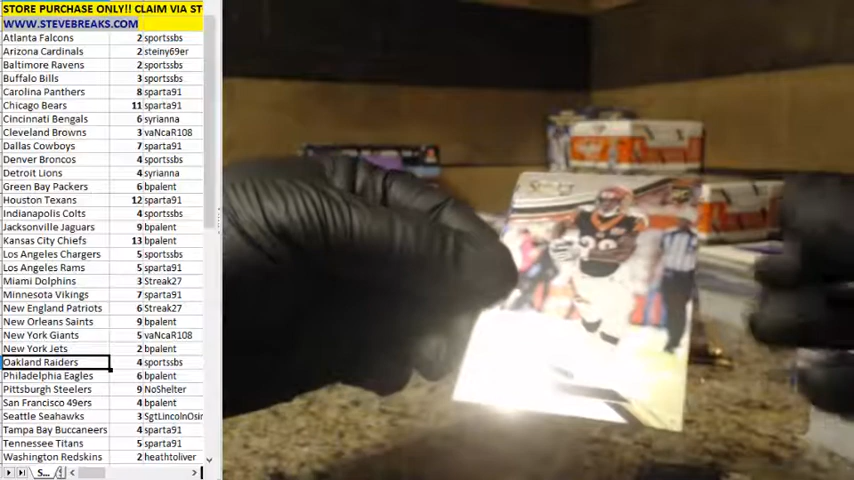 STORE PURCHASE ONLY!! CLAIM VIA ST
WWW.STEVEBREAKS.COM
Atlanta Falcons 2 sportssbs
Arizona Cardinals 2 steiny69er
Baltimore Ravens 2 sportssbs
Buffalo Bills 3 sportssbs
Carolina Panthers 8 sparta91
Chicago Bears 11 sparta91
Cincinnati Bengals 6 syrianna
Cleveland Browns 3 vaNcaR108
Dallas Cowboys 7 sparta91
Denver Broncos 4 sportssbs
Detroit Lions 4 syrianna
Green Bay Packers 6 bpalent
Houston Texans 12 sparta91
Indianapolis Colts 4 sportssbs
Jacksonville Jaguars 9 bpalent
Kansas City Chiefs 13 bpalent
Los Angeles Chargers 5 sportssbs
Los Angeles Rams 5 sparta91
Miami Dolphins 3 Streak27
Minnesota Vikings 7 sparta91
New England Patriots 6 Streak27
New Orleans Saints 9 bpalent
New York Giants 5 vaNcaR108
New York Jets 2 bpalent
Oakland Raiders 4 sportssbs
Philadelphia Eagles 6 bpalent
Pittsburgh Steelers 9 NoShelter
San Francisco 49ers 4 bpalent
Seattle Seahawks 3 SgtLincolnOsir
Tampa Bay Buccaneers 4 sparta91
Tennessee Titans 5 sparta91
Washington Redskins 2 heathtoliver
S...